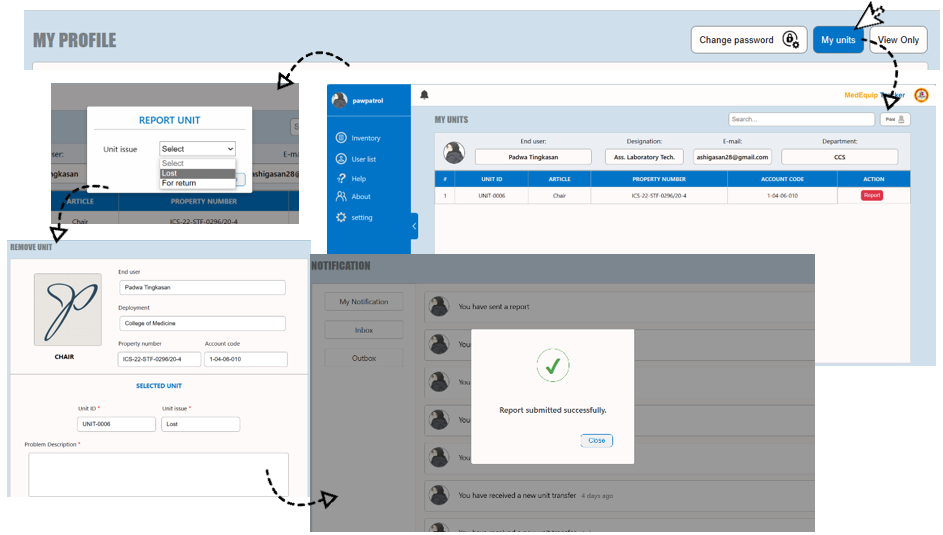 MY PROFILE
Change password
My units
View Only
pawpatrol
MedEquip
Inventory
User list
Help
About
setting
MY UNITS
Search...
Print
End user:
Designation:
E-mail:
Department:
Padwa Tingkasan
Ass. Laboratory Tech.
ashigasan28@gmail.com
CCS
# UNIT ID ARTICLE PROPERTY NUMBER ACCOUNT CODE ACTION
1 UNIT-0006 Chair ICS-22-STF-0296/20-4 1-04-06-010 Report
REPORT UNIT
Unit issue
Select
Select
Lost
For return
ser:
E-m
ngkasan
ashigasan28@
ARTICLE
PROPERTY NUMBER
Chair
ICS-22-STF-0296/20-4
REMOVE UNIT
End user
Padwa Tingkasan
Deployment
College of Medicine
Property number
Account code
ICS-22-STF-0296/20-4
1-04-06-010
CHAIR
SELECTED UNIT
Unit ID *
Unit issue *
UNIT-0006
Lost
Problem Description *
NOTIFICATION
My Notification
Inbox
Outbox
You have sent a report
You
You
You
You
Report submitted successfully.
Close
You have received a new unit transfer 4 days ago
You have received a new unit transfer